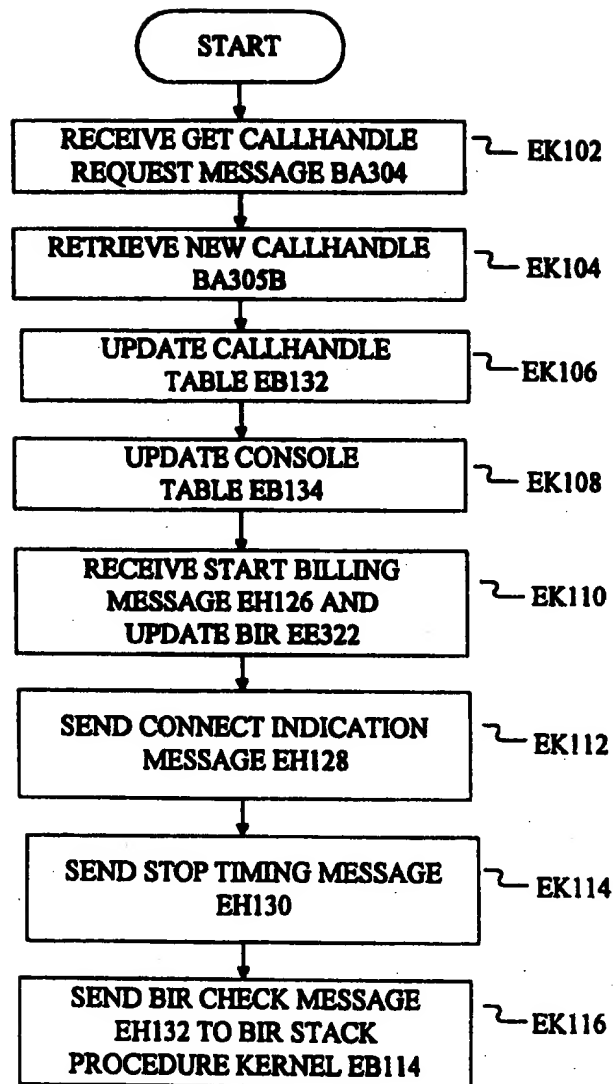 START
RECEIVE GET CALLHANDLE
REQUEST MESSAGE BA304
EK102
RETRIEVE NEW CALLHANDLE
BA305B
EK104
UPDATE CALLHANDLE
TABLE EB132
EK106
UPDATE CONSOLE
TABLE EB134
EK108
RECEIVE START BILLING
MESSAGE EH126 AND
UPDATE BIR EE322
EK110
SEND CONNECT INDICATION
MESSAGE EH128
EK112
SEND STOP TIMING MESSAGE
EH130
EK114
SEND BIR CHECK MESSAGE
EH132 TO BIR STACK
PROCEDURE KERNEL EB114
EK116